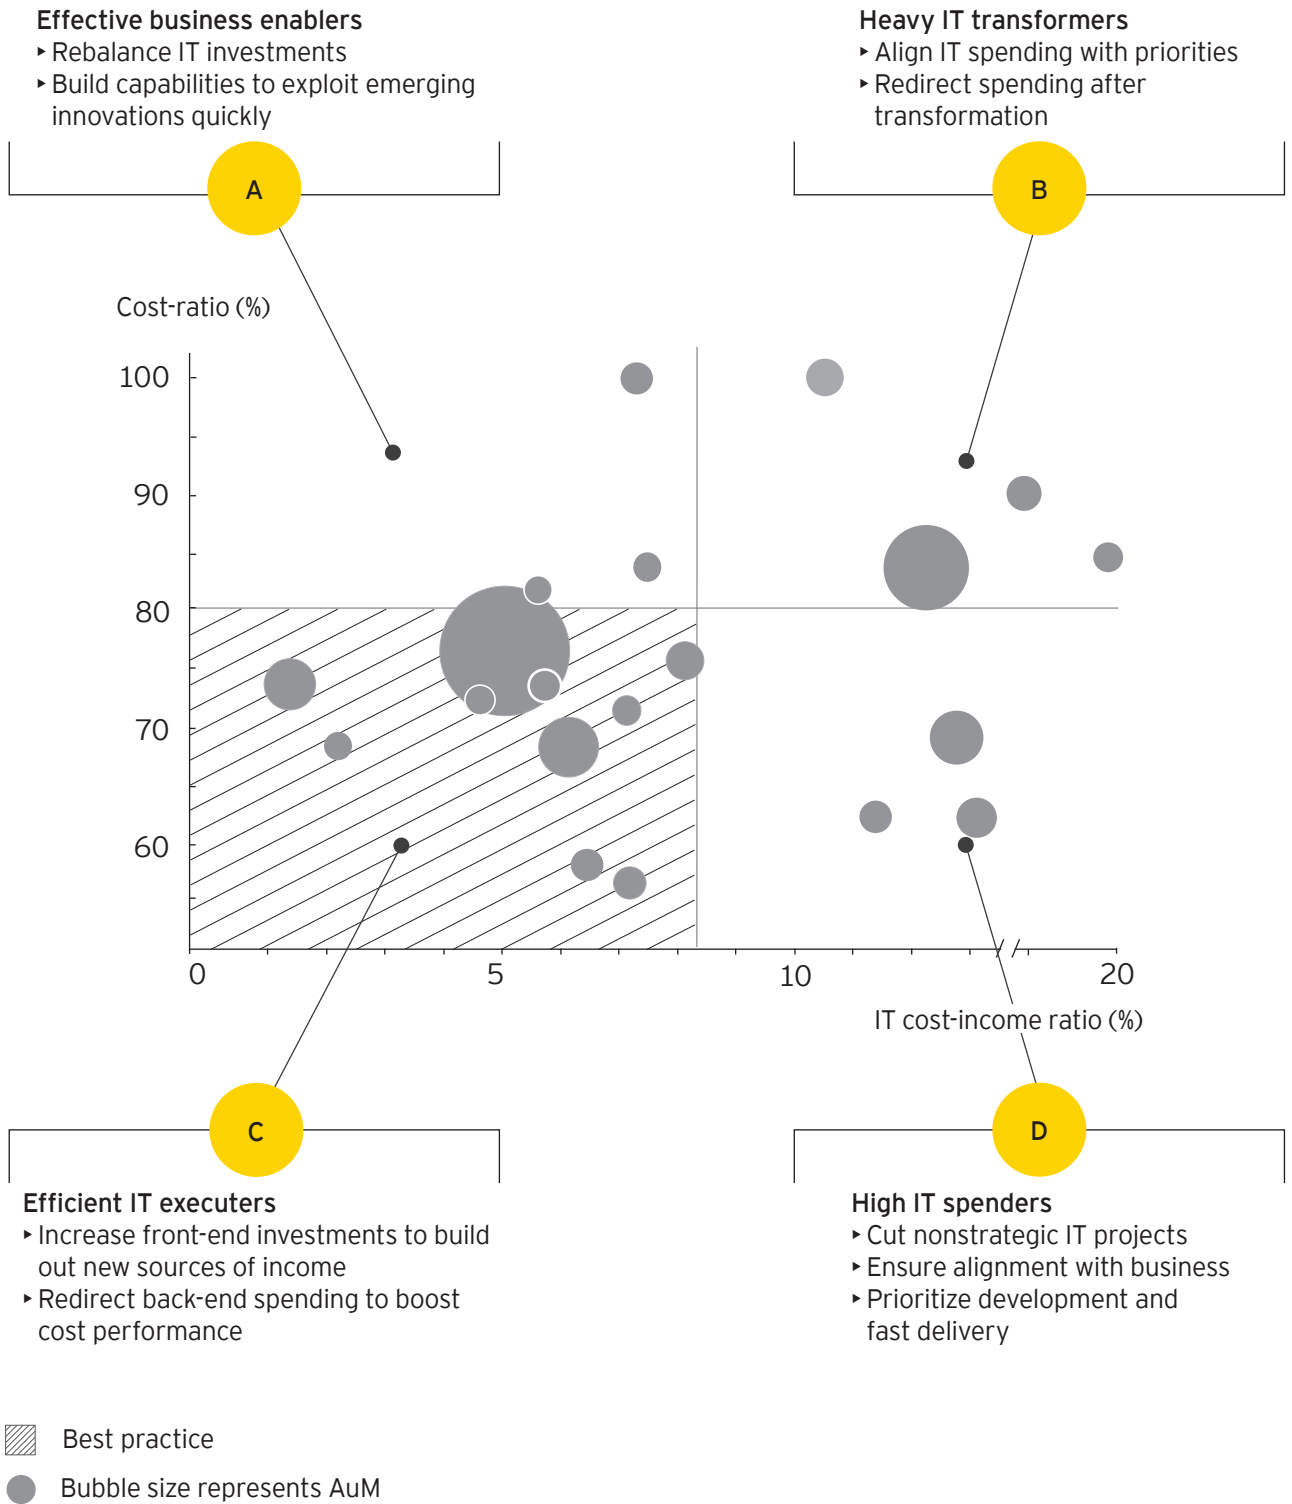 Effective business enablers
‣ Rebalance IT investments
‣ Build capabilities to exploit emerging
innovations quickly
A
Heavy IT transformers
‣ Align IT spending with priorities
‣ Redirect spending after
transformation
B
Cost-ratio (%)
100
90
80
70
60
0
5
10
20
IT cost-income ratio (%)
C
Efficient IT executers
‣ Increase front-end investments to build
out new sources of income
‣ Redirect back-end spending to boost
cost performance
D
High IT spenders
‣ Cut nonstrategic IT projects
‣ Ensure alignment with business
‣ Prioritize development and
fast delivery
Best practice
Bubble size represents AuM